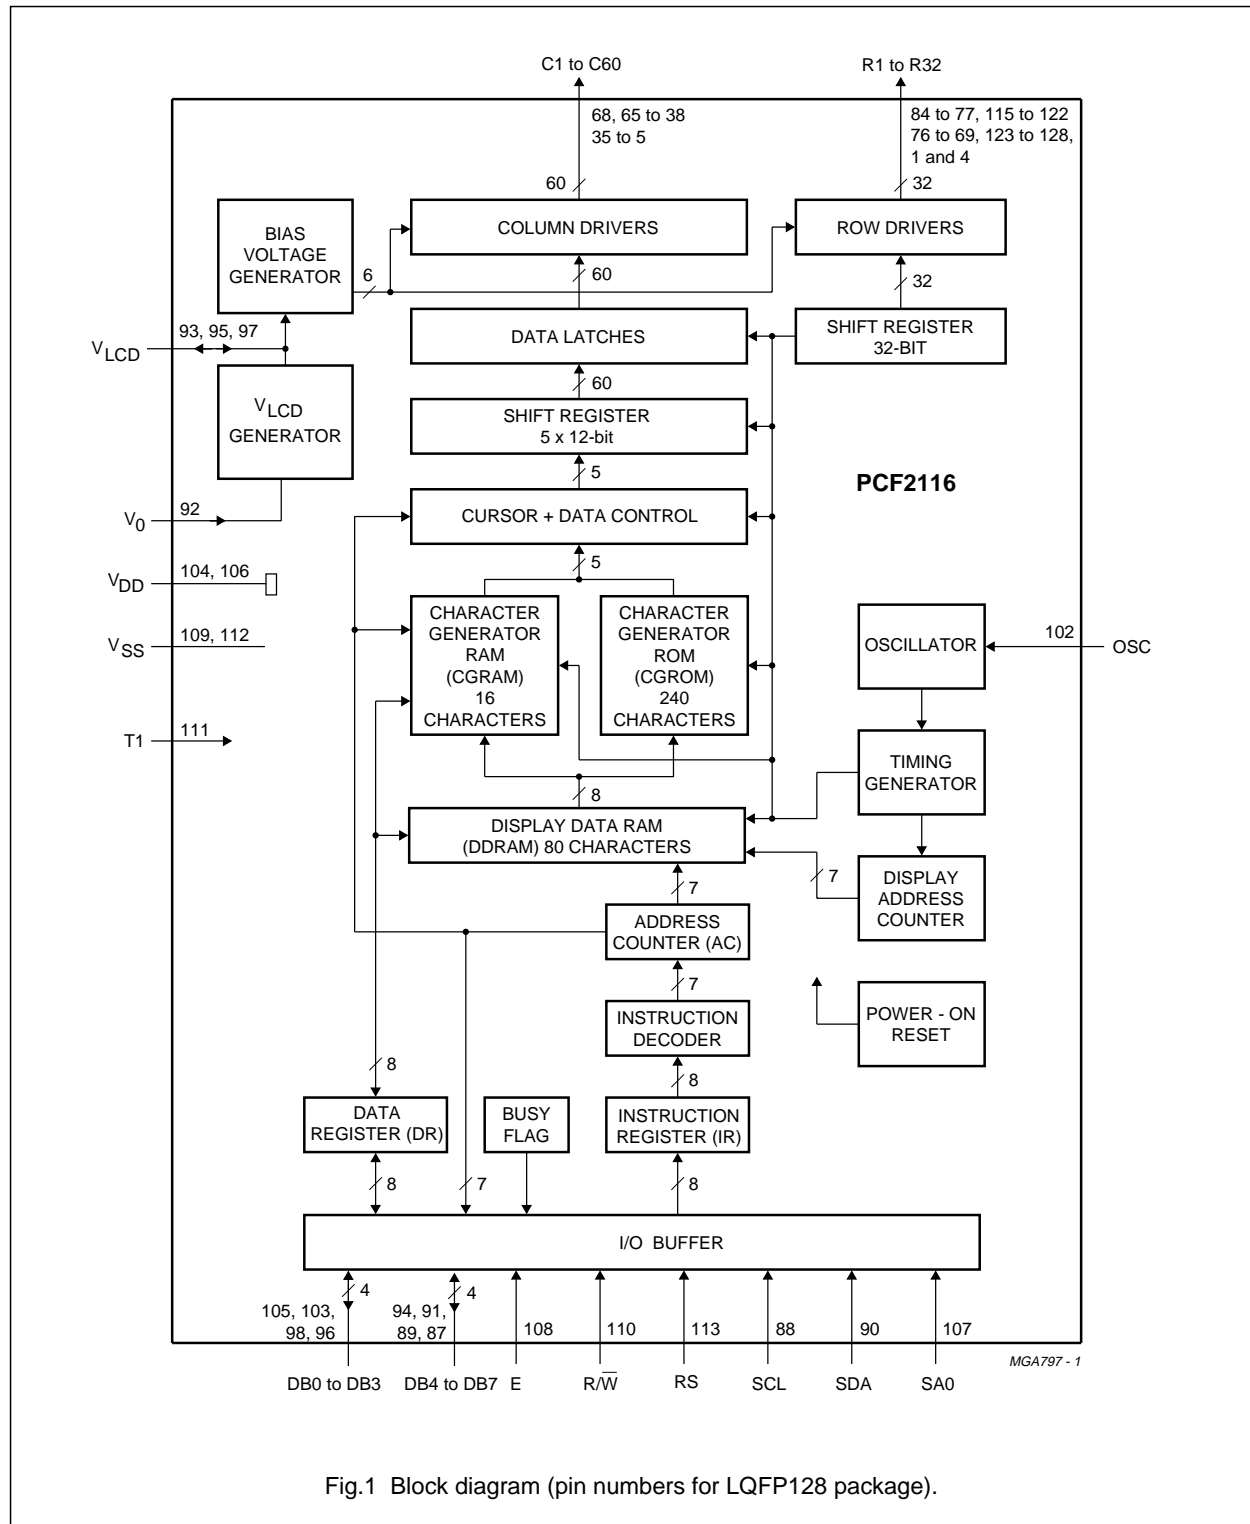 C1 to C60
R1 to R32
68, 65 to 38
35 to 5
84 to 77, 115 to 122
76 to 69, 123 to 128,
1 and 4
60
32
BIAS
VOLTAGE
GENERATOR
COLUMN DRIVERS
ROW DRIVERS
6
60
32
93, 95, 97
VLCD
DATA LATCHES
SHIFT REGISTER
32-BIT
60
VLCD
GENERATOR
SHIFT REGISTER
5 x 12-bit
5
PCF2116
92
V0
CURSOR + DATA CONTROL
5
104, 106
VDD
CHARACTER
GENERATOR
RAM
(CGRAM)
16
CHARACTERS
CHARACTER
GENERATOR
ROM
(CGROM)
240
CHARACTERS
109, 112
VSS
OSCILLATOR
102
OSC
111
T1
TIMING
GENERATOR
8
DISPLAY DATA RAM
(DDRAM) 80 CHARACTERS
7
7
DISPLAY
ADDRESS
COUNTER
ADDRESS
COUNTER (AC)
7
INSTRUCTION
DECODER
POWER - ON
RESET
8
8
DATA
REGISTER (DR)
BUSY
FLAG
INSTRUCTION
REGISTER (IR)
8
7
8
I/O BUFFER
4
4
105, 103,
98, 96
94, 91,
89, 87
108
110
113
88
90
107
MGA797 - 1
DB0 to DB3
DB4 to DB7
E
R/W̅
RS
SCL
SDA
SA0
Fig.1 Block diagram (pin numbers for LQFP128 package).